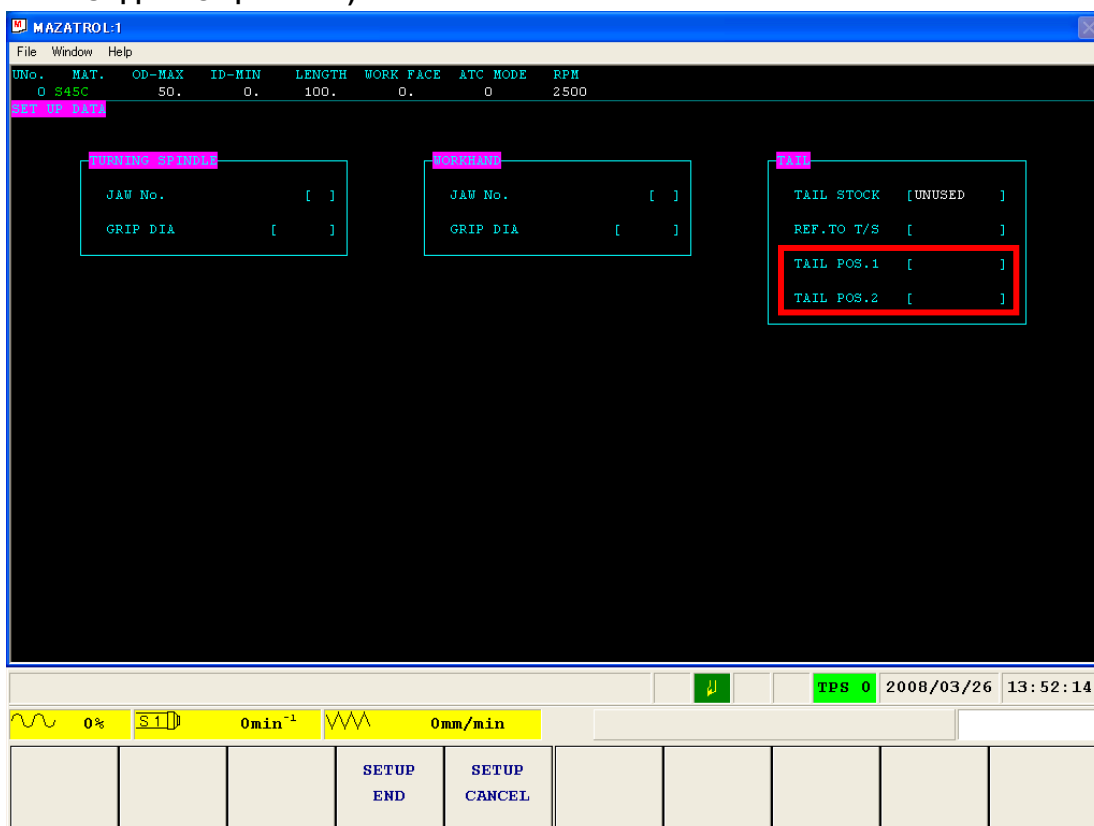 MAZATROL:1
File Window Help
UNo. MAT. OD-MAX ID-MIN LENGTH WORK FACE ATC MODE RPM
0 S45C 50. 0. 100. 0. 0 2500
SET UP DATA
TURNING SPINDLE WORKHAND TAIL
JAW No. [ ] JAW No. [ ] TAIL STOCK [UNUSED ]
GRIP DIA [ ] GRIP DIA [ ] REF.TO T/S [ ]
TAIL POS.1 [ ]
TAIL POS.2 [ ]
TPS 0 2008/03/26 13:52:14
0% S 1 0min⁻¹ 0mm/min
SETUP END SETUP CANCEL